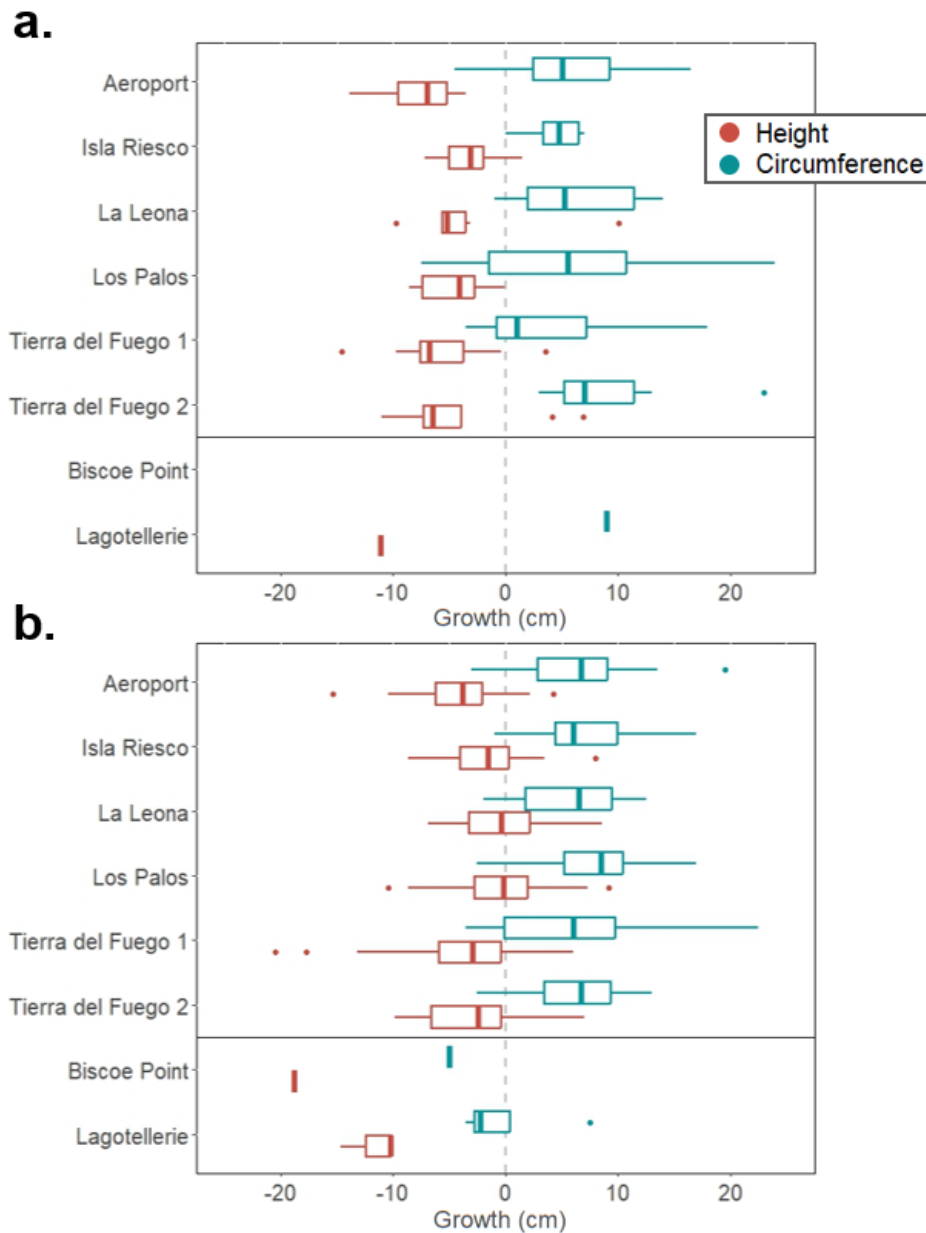 a.
Aeroport
Isla Riesco
La Leona
Los Palos
Tierra del Fuego 1
Tierra del Fuego 2
Biscoe Point
Lagotellerie
Height
Circumference
-20 -10 0 10 20
Growth (cm)
b.
Aeroport
Isla Riesco
La Leona
Los Palos
Tierra del Fuego 1
Tierra del Fuego 2
Biscoe Point
Lagotellerie
-20 -10 0 10 20
Growth (cm)